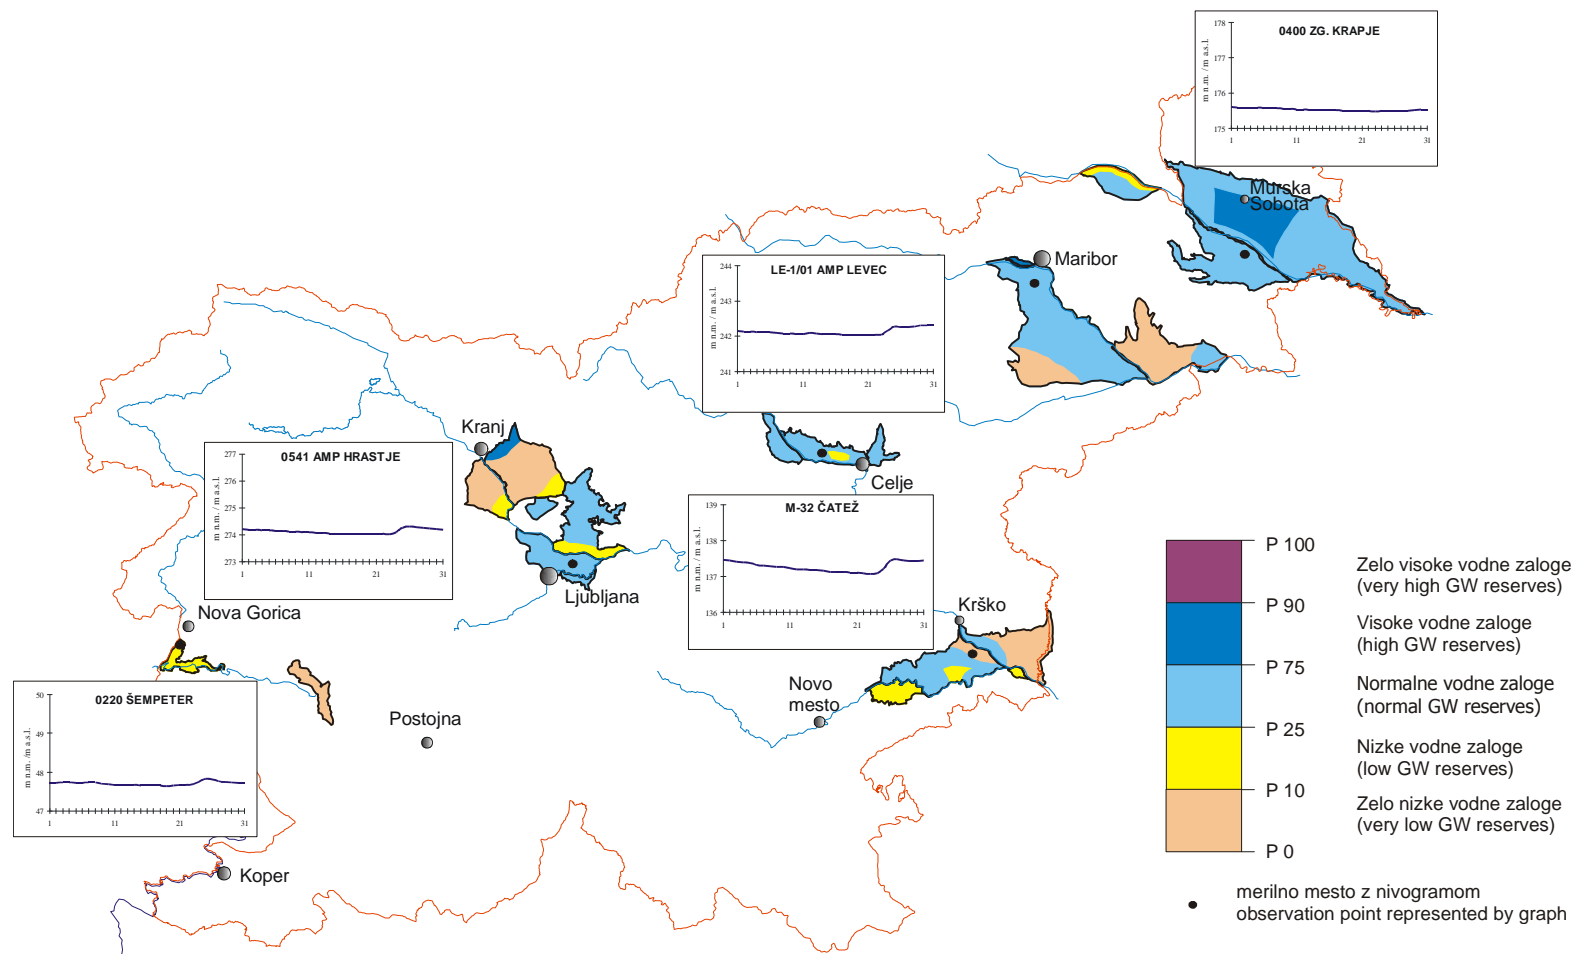 0400 ZG. KRAPJE
m n.m. / m a.s.l.
178
177
176
175
1
11
21
31
Murska
Sobota
Maribor
LE-1/01 AMP LEVEC
m n.m. / m a.s.l.
244
243
242
241
1
11
21
31
Kranj
Celje
0541 AMP HRASTJE
m n.m. / m a.s.l.
277
276
275
274
273
1
11
21
31
M-32 ČATEŽ
m n.m. / m a.s.l.
139
138
137
136
1
11
21
31
Ljubljana
Nova Gorica
Krško
Novo
mesto
Postojna
0220 ŠEMPETER
m n.m. /m a.s.l.
50
49
48
47
1
11
21
31
Koper
P 100
Zelo visoke vodne zaloge
(very high GW reserves)
P 90
Visoke vodne zaloge
(high GW reserves)
P 75
Normalne vodne zaloge
(normal GW reserves)
P 25
Nizke vodne zaloge
(low GW reserves)
P 10
Zelo nizke vodne zaloge
(very low GW reserves)
P 0
merilno mesto z nivogramom
observation point represented by graph